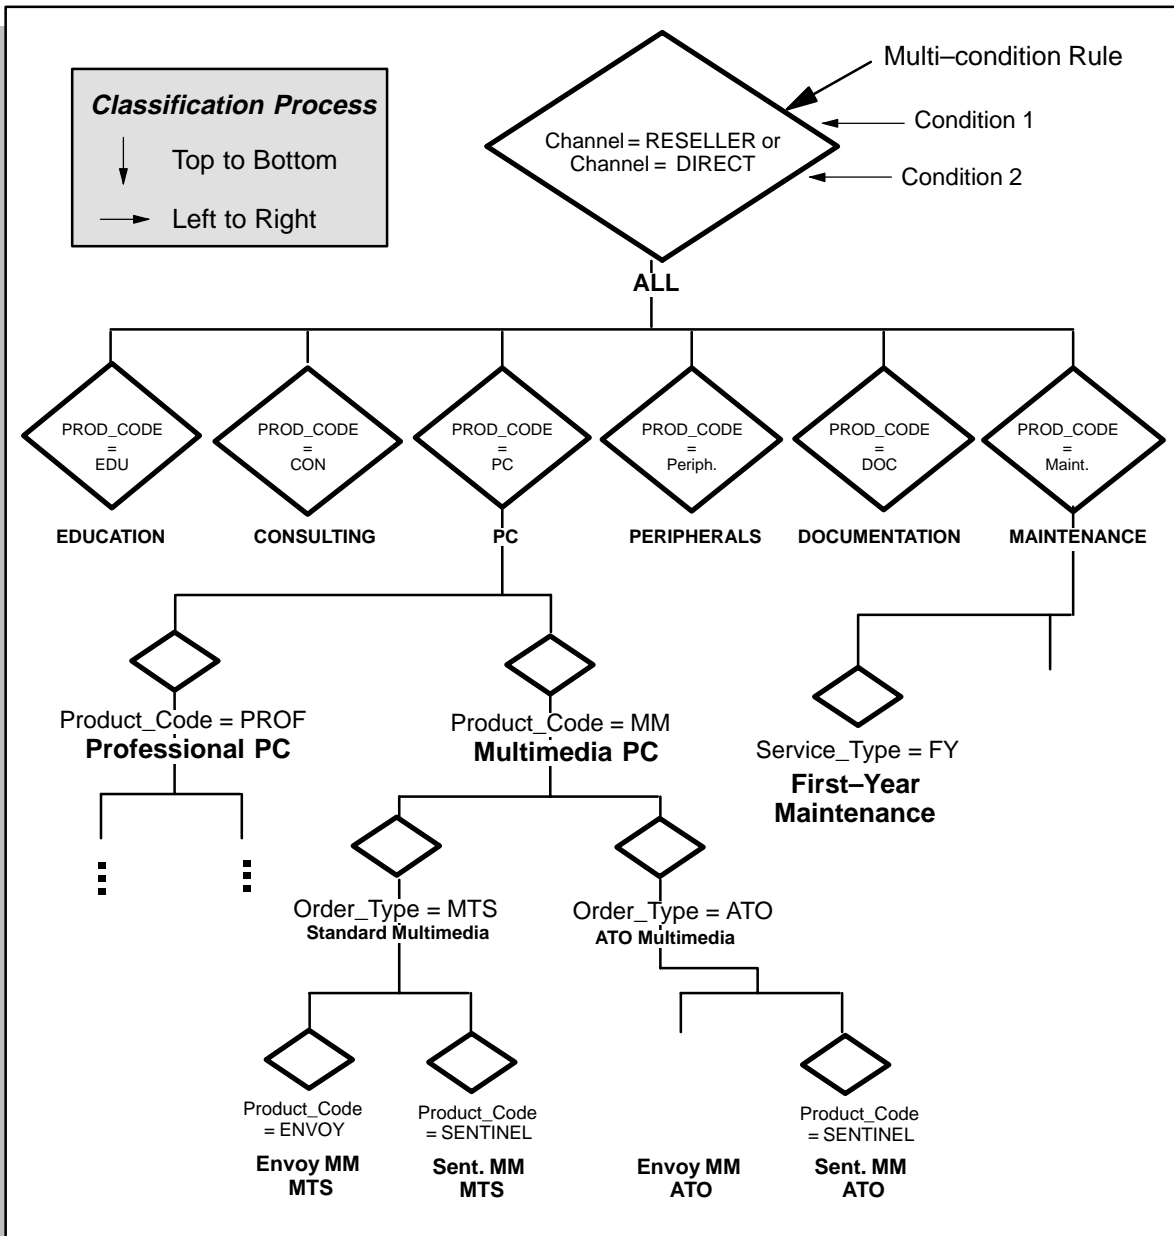 Multi–condition Rule
Classification Process
Top to Bottom
Left to Right
Channel = RESELLER or
Channel = DIRECT
Condition 1
Condition 2
ALL
PROD_CODE
=
EDU
PROD_CODE
=
CON
PROD_CODE
=
PC
PROD_CODE
=
Periph.
PROD_CODE
=
DOC
PROD_CODE
=
Maint.
EDUCATION
CONSULTING
PC
PERIPHERALS
DOCUMENTATION
MAINTENANCE
Product_Code = PROF
Professional PC
Product_Code = MM
Multimedia PC
Service_Type = FY
First–Year
Maintenance
Order_Type = MTS
Standard Multimedia
Order_Type = ATO
ATO Multimedia
Product_Code
= ENVOY
Envoy MM
MTS
Product_Code
= SENTINEL
Sent. MM
MTS
Envoy MM
ATO
Product_Code
= SENTINEL
Sent. MM
ATO